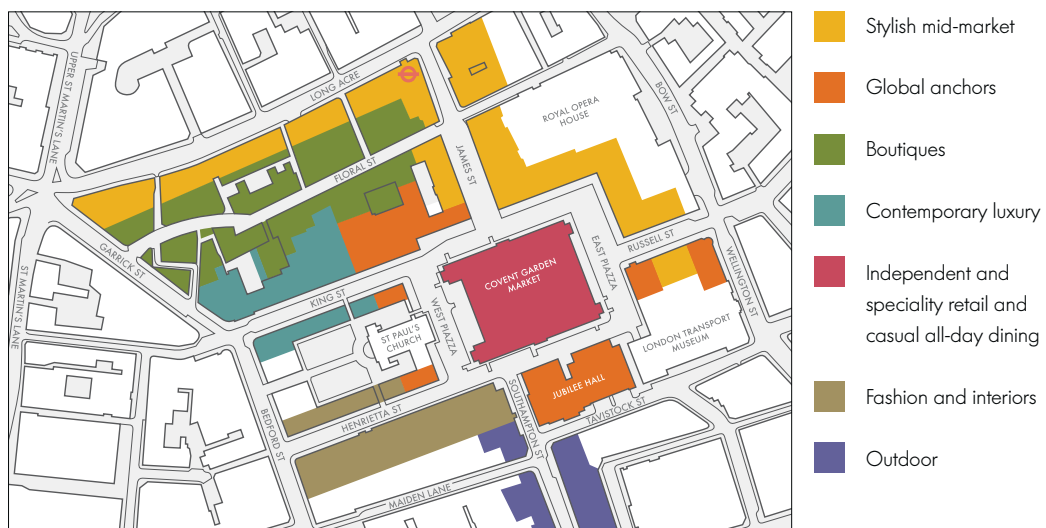 UPPER ST MARTIN'S LANE
LONG ACRE
BOW ST
ROYAL OPERA
HOUSE
JAMES ST
FLORAL ST
GARRICK ST
ST MARTIN'S LANE
EAST PIAZZA
RUSSELL ST
WELINGTON ST
COVENT GARDEN
MARKET
KING ST
WEST PIAZZA
ST PAUL'S
CHURCH
LONDON TRANSPORT
MUSEUM
JUBILEE HALL
SOUTHAMPTON ST
TAVISTOCK ST
HENRIETTA ST
BEDFORD ST
MAIDEN LANE
Stylish mid-market
Global anchors
Boutiques
Contemporary luxury
Independent and
speciality retail and
casual all-day dining
Fashion and interiors
Outdoor